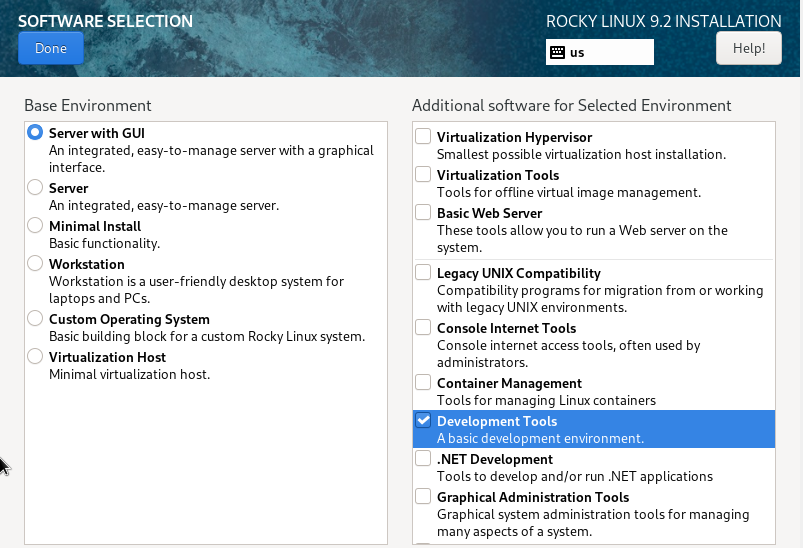 SOFTWARE SELECTION
ROCKY LINUX 9.2 INSTALLATION
Done
us
Help!
Base Environment
Server with GUI
An integrated, easy-to-manage server with a graphical
interface.
Server
An integrated, easy-to-manage server.
Minimal Install
Basic functionality.
Workstation
Workstation is a user-friendly desktop system for
laptops and PCs.
Custom Operating System
Basic building block for a custom Rocky Linux system.
Virtualization Host
Minimal virtualization host.
Additional software for Selected Environment
Virtualization Hypervisor
Smallest possible virtualization host installation.
Virtualization Tools
Tools for offline virtual image management.
Basic Web Server
These tools allow you to run a Web server on the
system.
Legacy UNIX Compatibility
Compatibility programs for migration from or working
with legacy UNIX environments.
Console Internet Tools
Console internet access tools, often used by
administrators.
Container Management
Tools for managing Linux containers
Development Tools
A basic development environment.
.NET Development
Tools to develop and/or run .NET applications
Graphical Administration Tools
Graphical system administration tools for managing
many aspects of a system.